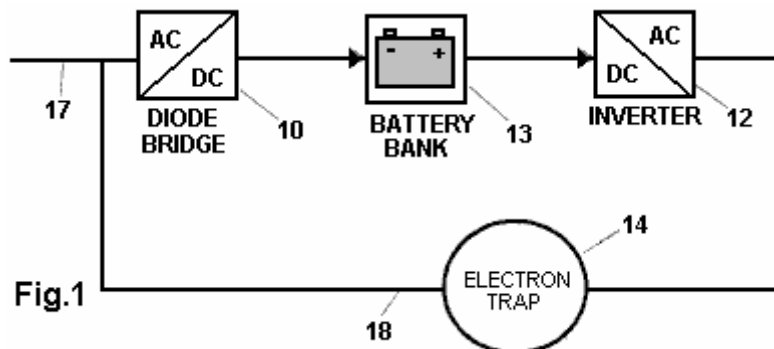 AC
DC
DIODE
BRIDGE
10
17
- +
BATTERY
BANK
13
AC
DC
INVERTER
12
14
ELECTRON
TRAP
Fig.1
18